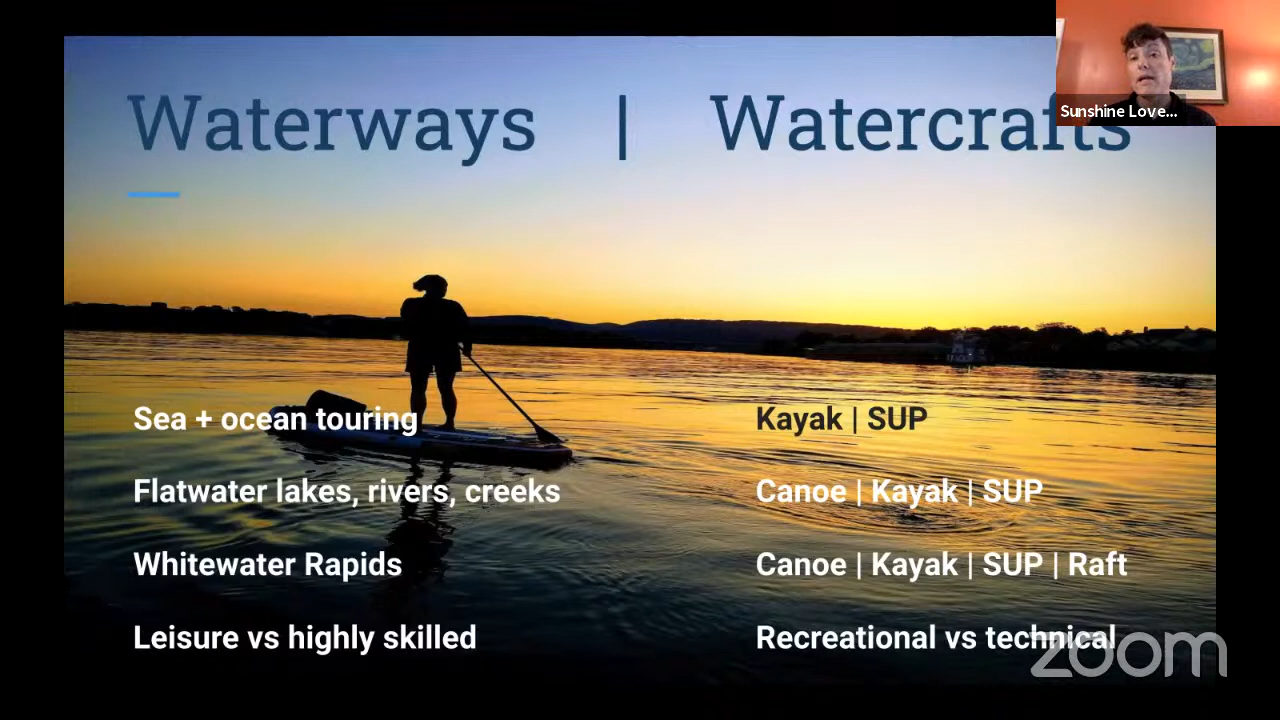 Waterways | Watercrafts
Sunshine Love...
Sea + ocean touring
Kayak | SUP
Flatwater lakes, rivers, creeks
Canoe | Kayak | SUP
Whitewater Rapids
Canoe | Kayak | SUP | Raft
Leisure vs highly skilled
Recreational vs technical
zoom